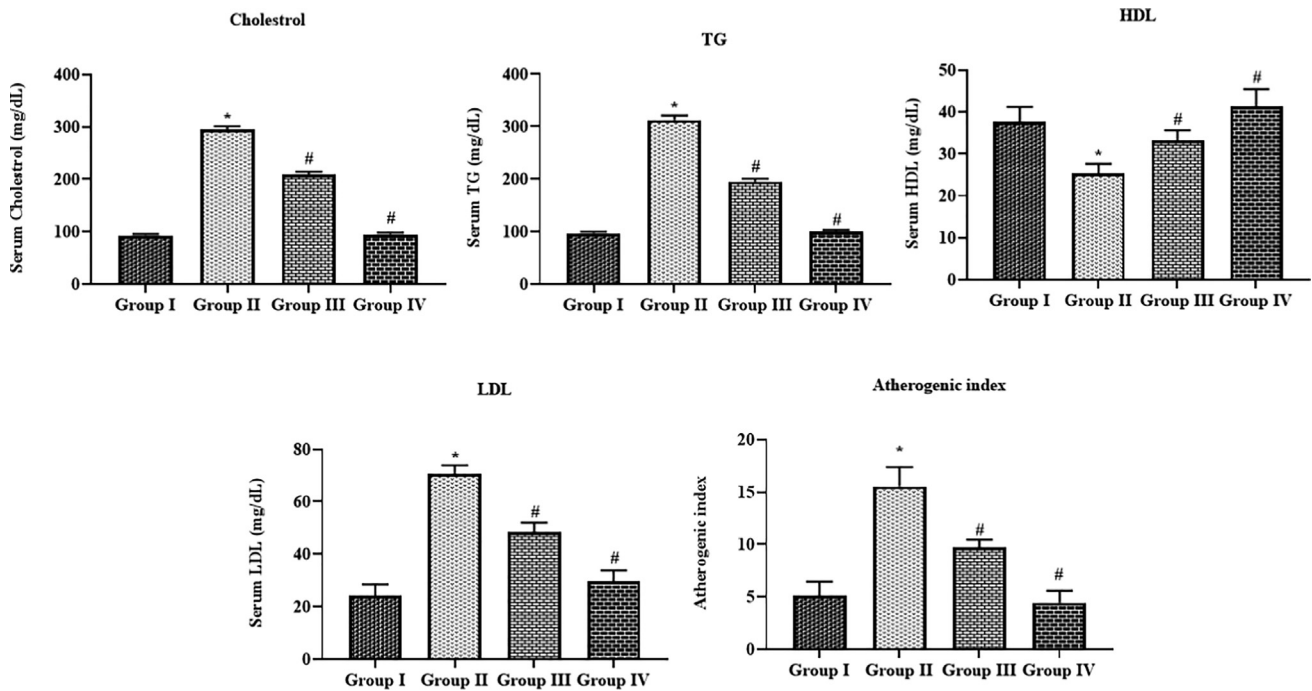 Cholestrol
Serum Cholestrol (mg/dL)
400
300
200
100
0
*
#
#
Group I Group II Group III Group IV
TG
Serum TG (mg/dL)
400
300
200
100
0
*
#
#
Group I Group II Group III Group IV
HDL
Serum HDL (mg/dL)
50
40
30
20
10
0
*
#
#
Group I Group II Group III Group IV
LDL
Serum LDL (mg/dL)
80
60
40
20
0
*
#
#
Group I Group II Group III Group IV
Atherogenic index
Atherogenic index
20
15
10
5
0
*
#
#
Group I Group II Group III Group IV